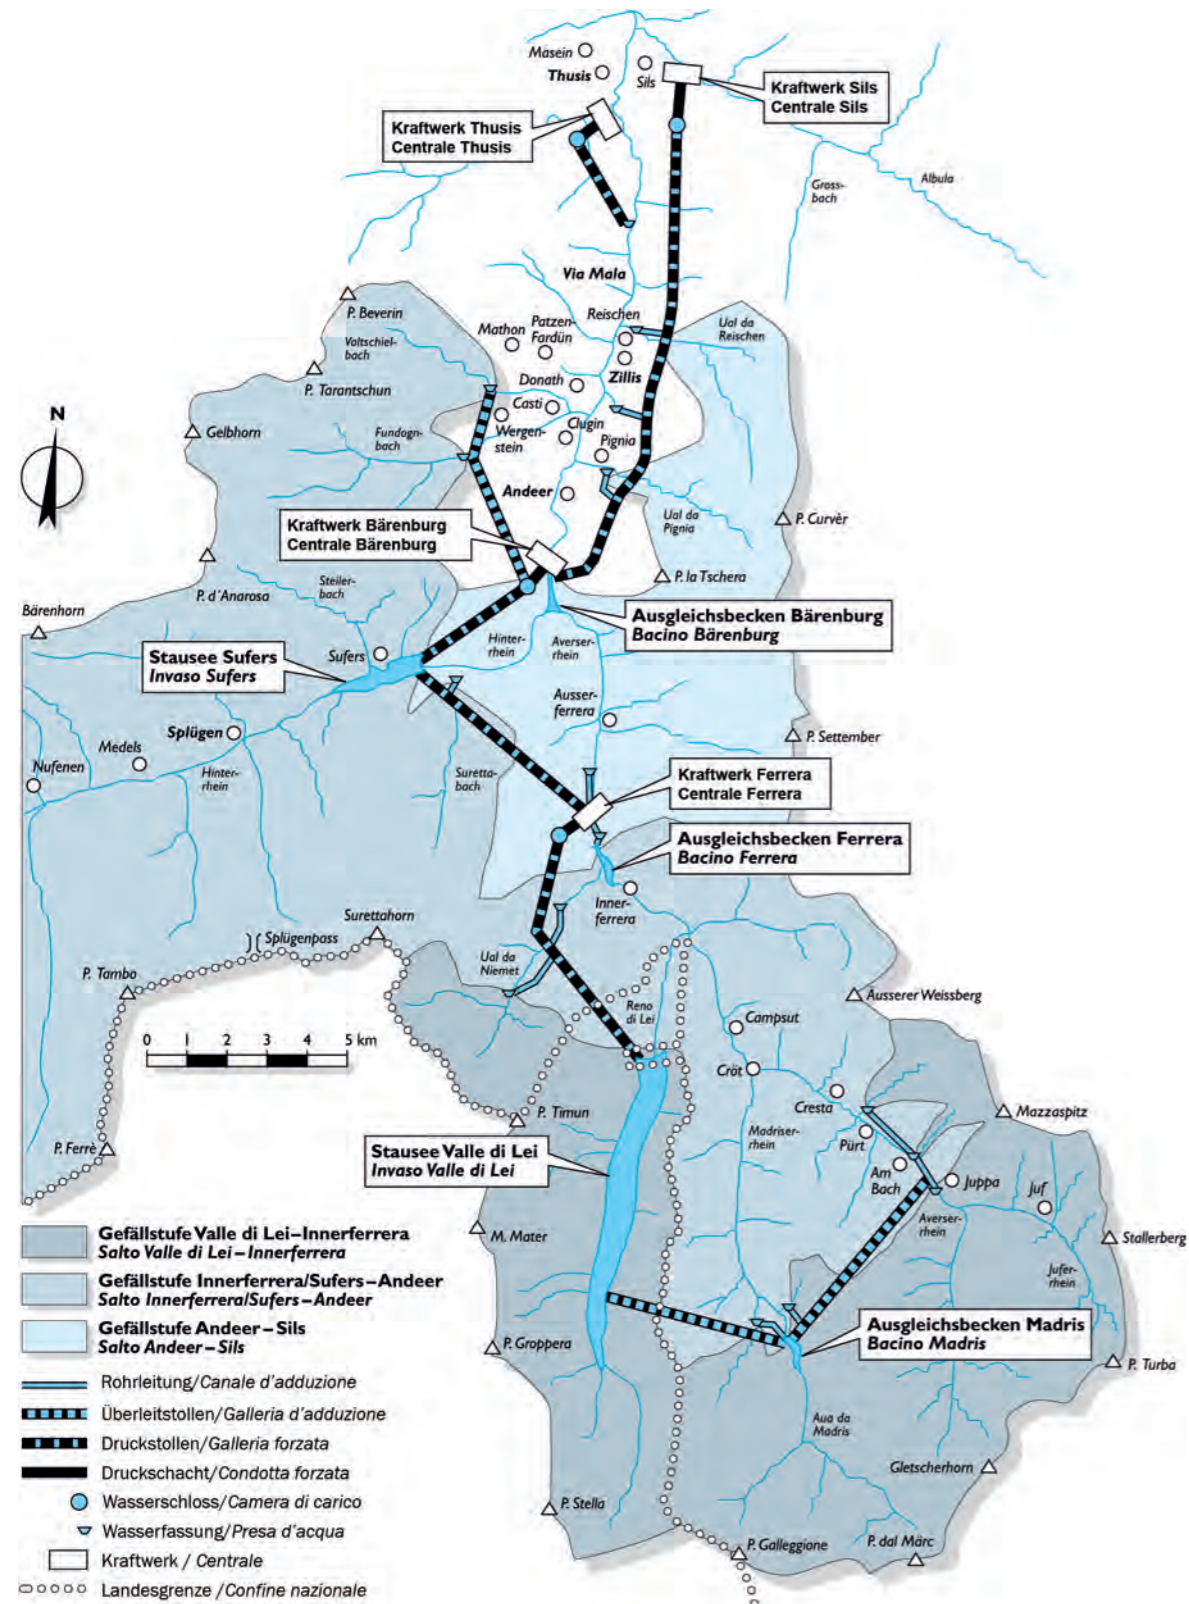 Masein
Thusis
Sils
Kraftwerk Sils
Centrale Sils
Kraftwerk Thusis
Centrale Thusis
Gross-
bach
Albula
Via Mala
P. Beverin
Reischen
Ual da
Reischen
Mathon
Patzen-
Fardün
Valtschiel-
bach
Zillis
P. Tarantschun
Donath
Casti
Clugin
Wergen-
stein
Pignia
N
Gelbhorn
Fundogn-
bach
Andeer
Ual da
Pignia
P. Curvèr
Kraftwerk Bärenburg
Centrale Bärenburg
P. la Tschera
P. d'Anarosa
Steiler-
bach
Bärenhorn
Ausgleichsbecken Bärenburg
Bacino Bärenburg
Hinter-
rhein
Averser-
rhein
Stausee Sufers
Invaso Sufers
Sufers
Ausser-
ferrera
Splügen
P. Settember
Medels
Nufenen
Hinter-
rhein
Suretta-
bach
Kraftwerk Ferrera
Centrale Ferrera
Ausgleichsbecken Ferrera
Bacino Ferrera
Inner-
ferrera
Surettahorn
Splügenpass
Ual da
Niemet
P. Tambo
Ausserer Weissberg
Reno
di Lei
Campsut
0 1 2 3 4 5 km
Cröt
Cresta
Mazzaspitz
P. Timun
Madriser-
rhein
Pürt
P. Ferrè
Stausee Valle di Lei
Invaso Valle di Lei
Am
Bach
Juppa
Juf
Averser-
rhein
M. Mater
Stallerberg
Jufer-
rhein
Gefällstufe Valle di Lei–Innerferrera
Salto Valle di Lei – Innerferrera
Gefällstufe Innerferrera/Sufers–Andeer
Salto Innerferrera/Sufers–Andeer
Gefällstufe Andeer – Sils
Salto Andeer – Sils
Ausgleichsbecken Madris
Bacino Madris
P. Groppera
P. Turba
Rohrleitung/Canale d'adduzione
Überleitstollen/Galleria d'adduzione
Druckstollen/Galleria forzata
Druckschacht/Condotta forzata
Wasserschloss/Camera di carico
Wasserfassung/Presa d'acqua
Kraftwerk / Centrale
Landesgrenze /Confine nazionale
Aua da
Madris
Gletscherhorn
P. Stella
P. Galleggione
P. dal Märc